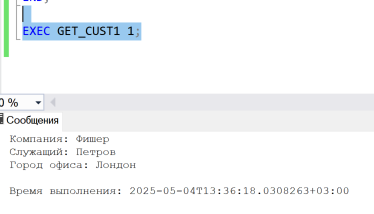 EXEC GET_CUST1 1;
%
Сообщения
Компания: Фишер
Служащий: Петров
Город офиса: Лондон
Время выполнения: 2025-05-04T13:36:18.0308263+03:00